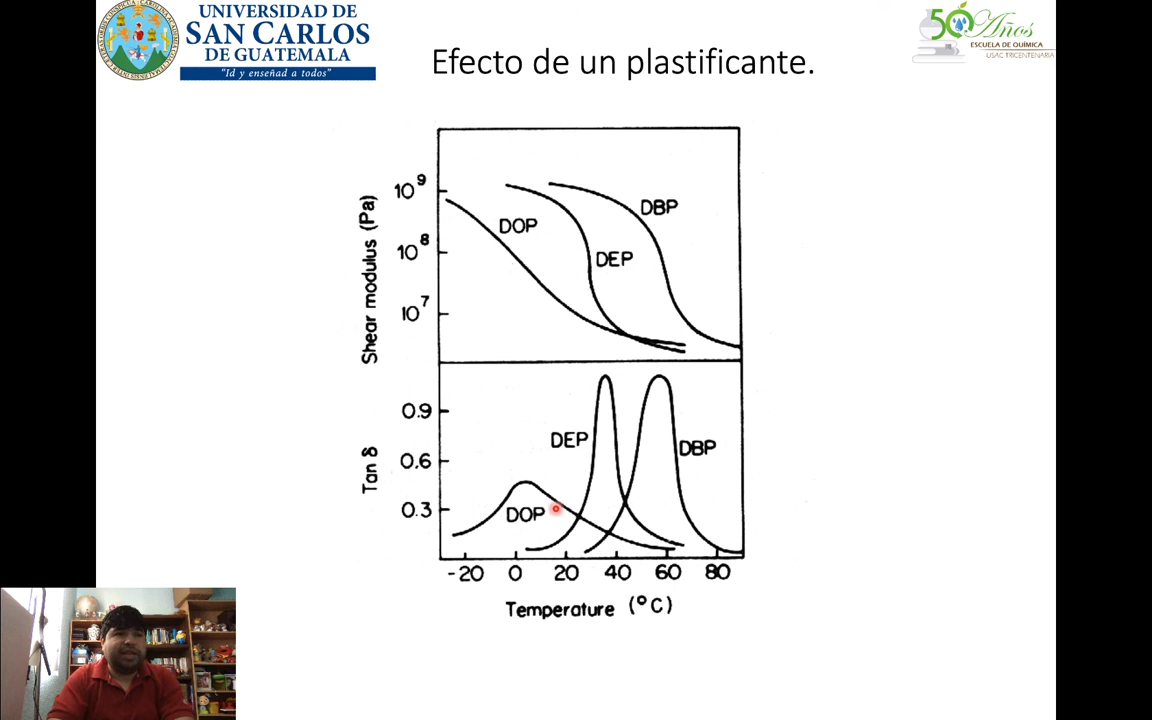 UNIVERSIDAD DE
SAN CARLOS
DE GUATEMALA
"Id y enseñad a todos"
Efecto de un plastificante.
50 Años
ESCUELA DE QUÍMICA
USAC TRICENTENARIA
Shear modulus (Pa)
10⁹
10⁸
10⁷
DOP
DEP
DBP
Tan δ
0.9
0.6
0.3
DEP
DBP
DOP
-20 0 20 40 60 80
Temperature (°C)